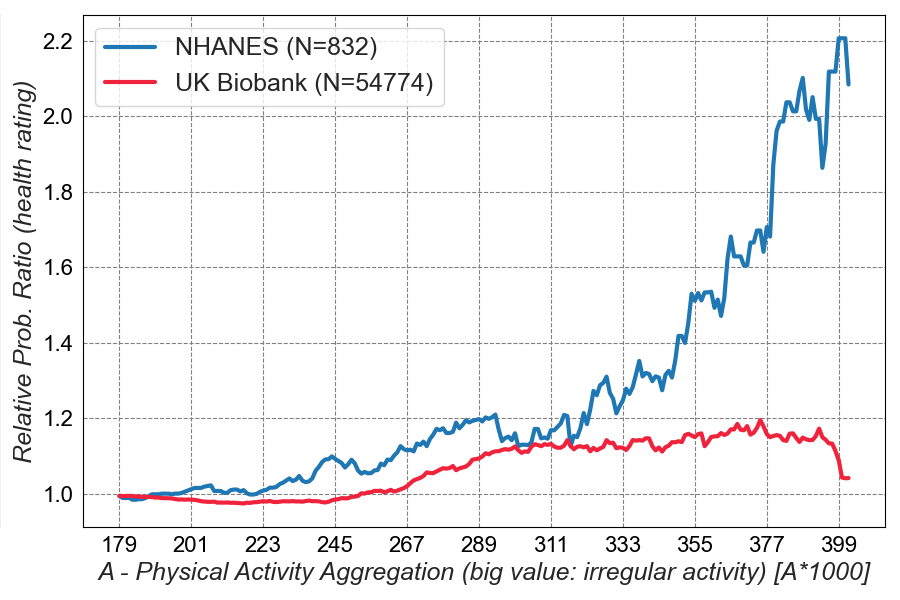 NHANES (N=832)
UK Biobank (N=54774)
Relative Prob. Ratio (health rating)
2.2
2.0
1.8
1.6
1.4
1.2
1.0
179 201 223 245 267 289 311 333 355 377 399
A - Physical Activity Aggregation (big value: irregular activity) [A*1000]